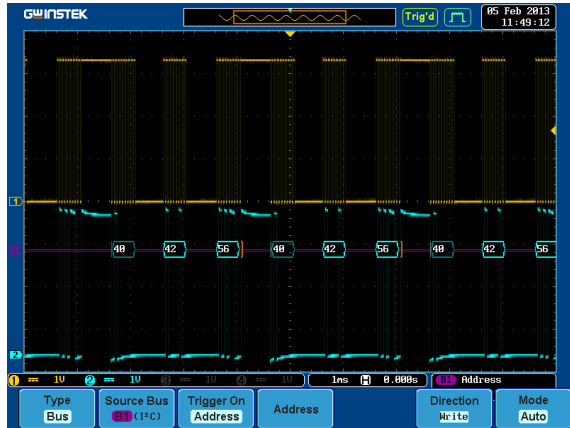 GWINSTEK
Trig'd
05 Feb 2013
11:49:12
1
40 42 56 40 42 56 40 42 56
2
1 1V 2 1V 3 1V 4 1V 1ms H 0.000s B1 Address
Type
Bus
Source Bus
B1 (I²C)
Trigger On
Address
Address
Direction
Write
Mode
Auto